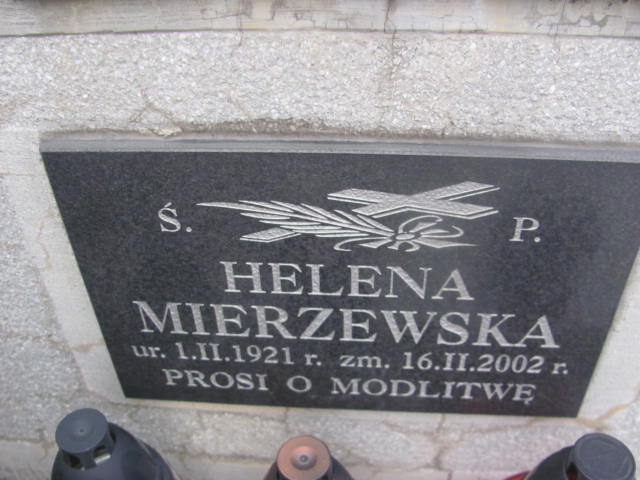 Ś. P.
HELENA
MIERZEWSKA
ur. 1.II.1921 r. zm. 16.II.2002 r.
PROSI O MODLITWĘ